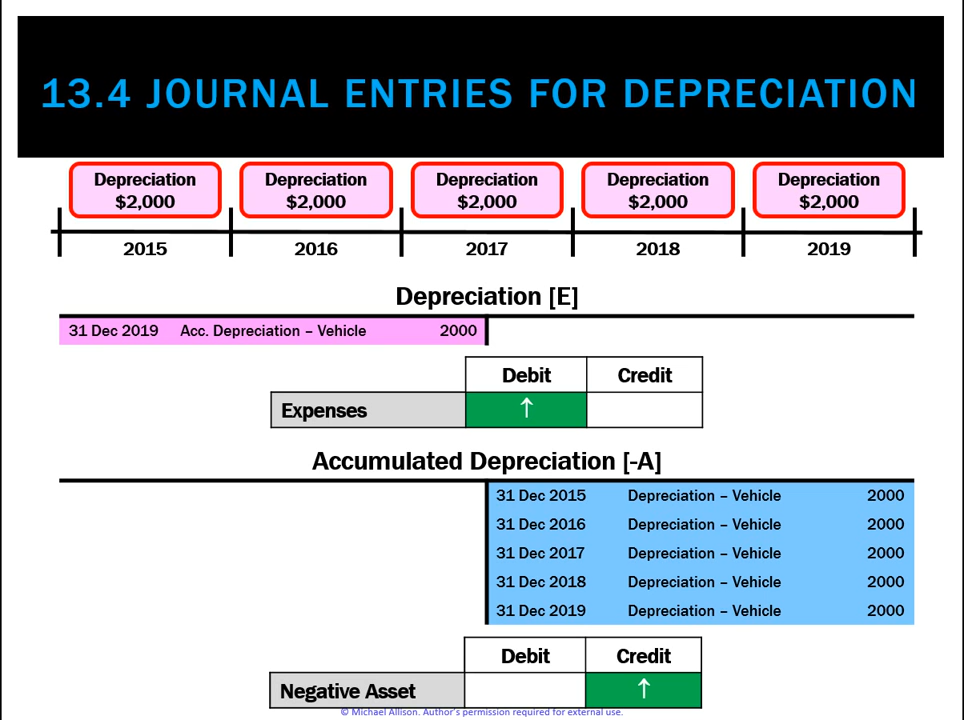 13.4 JOURNAL ENTRIES FOR DEPRECIATION
Depreciation $2,000
Depreciation $2,000
Depreciation $2,000
Depreciation $2,000
Depreciation $2,000
2015 2016 2017 2018 2019
Depreciation [E]
31 Dec 2019 Acc. Depreciation – Vehicle 2000
Debit Credit
Expenses ↑
Accumulated Depreciation [-A]
31 Dec 2015 Depreciation – Vehicle 2000
31 Dec 2016 Depreciation – Vehicle 2000
31 Dec 2017 Depreciation – Vehicle 2000
31 Dec 2018 Depreciation – Vehicle 2000
31 Dec 2019 Depreciation – Vehicle 2000
Debit Credit
Negative Asset ↑
© Michael Allison. Author's permission required for external use.